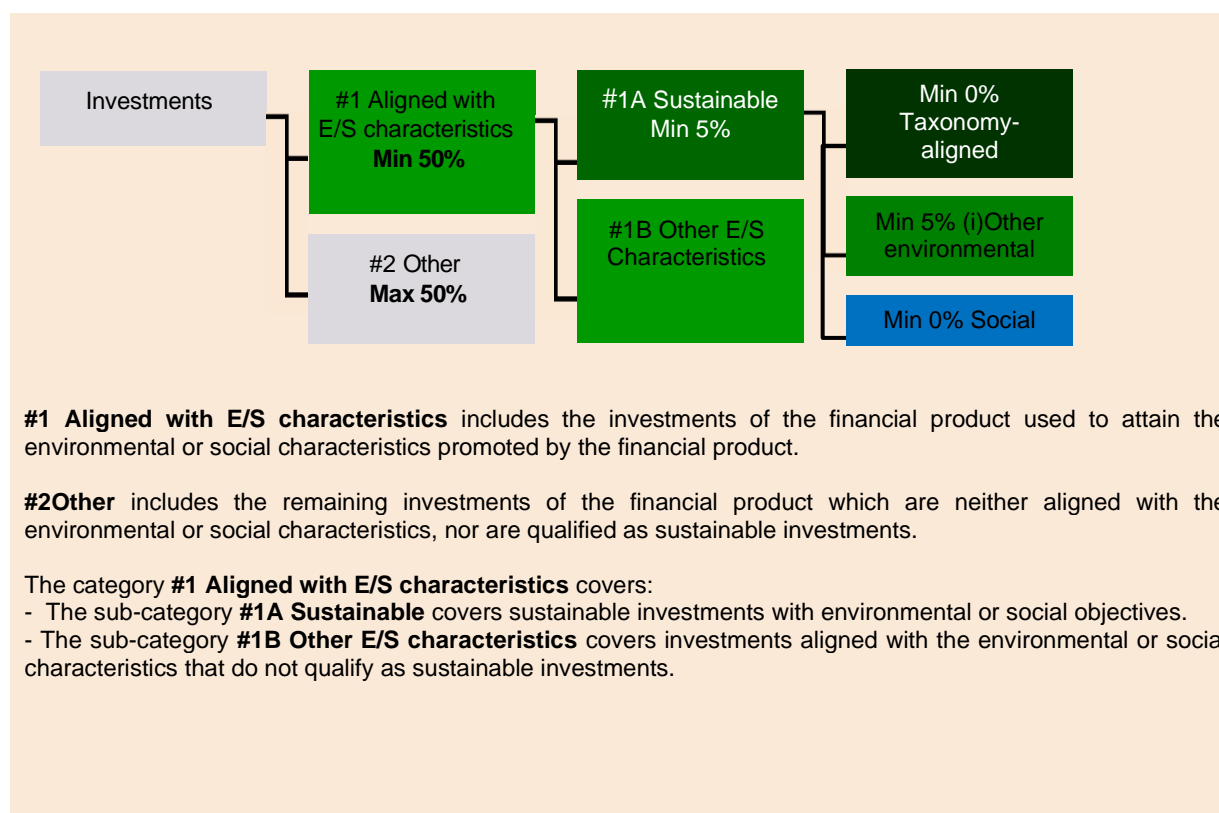 Investments
#1 Aligned with
E/S characteristics
Min 50%
#2 Other
Max 50%
#1A Sustainable
Min 5%
#1B Other E/S
Characteristics
Min 0%
Taxonomy-
aligned
Min 5% (i)Other
environmental
Min 0% Social
#1 Aligned with E/S characteristics includes the investments of the financial product used to attain the
environmental or social characteristics promoted by the financial product.
#2Other includes the remaining investments of the financial product which are neither aligned with the
environmental or social characteristics, nor are qualified as sustainable investments.
The category #1 Aligned with E/S characteristics covers:
- The sub-category #1A Sustainable covers sustainable investments with environmental or social objectives.
- The sub-category #1B Other E/S characteristics covers investments aligned with the environmental or social
characteristics that do not qualify as sustainable investments.